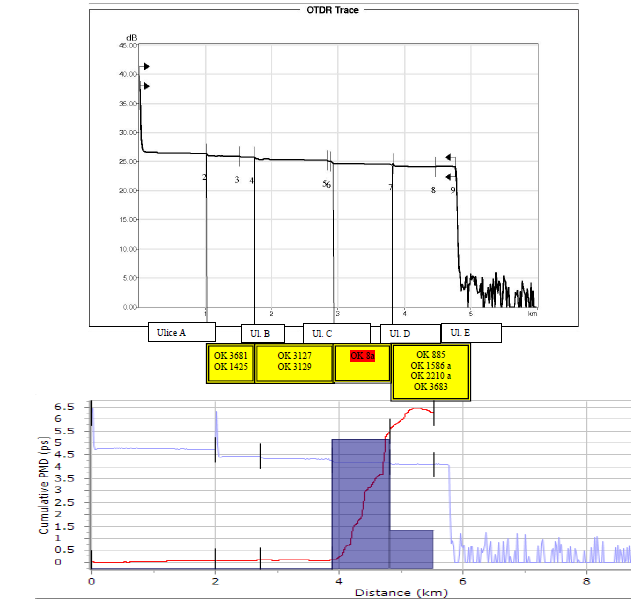 OTDR Trace
dB
45.00
40.00
35.00
30.00
25.00
20.00
15.00
10.00
5.00
0.00
2 3 4 5 6 7 8 9
1 2 3 4 5 km
Ulice A Ul. B Ul. C Ul. D Ul. E
OK 3681
OK 1425
OK 3127
OK 3129
OK 885
OK 1586 a
OK 2210 a
OK 3683
Cumulative PMD (ps)
6.5
6
5.5
5
4.5
4
3.5
3
2.5
2
1.5
1
0.5
0
0 2 4 6 8
Distance (km)